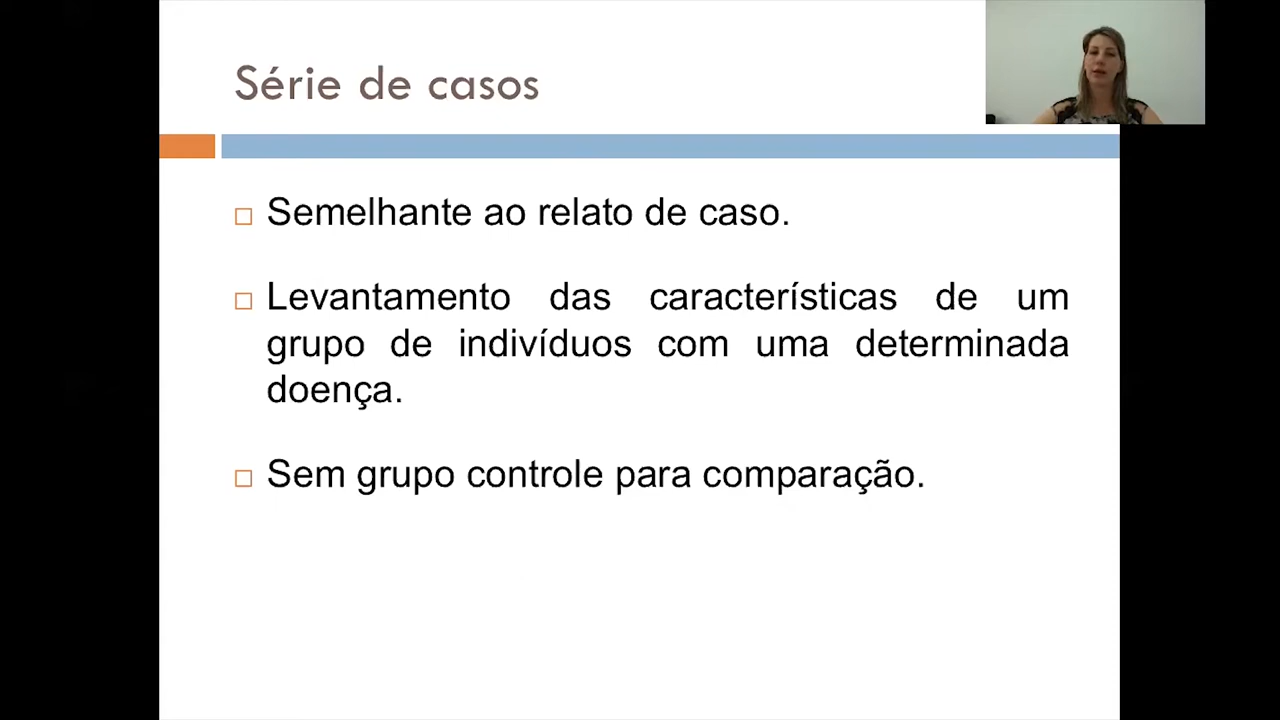 Série de casos
Semelhante ao relato de caso.
Levantamento das características de um
grupo de indivíduos com uma determinada
doença.
Sem grupo controle para comparação.